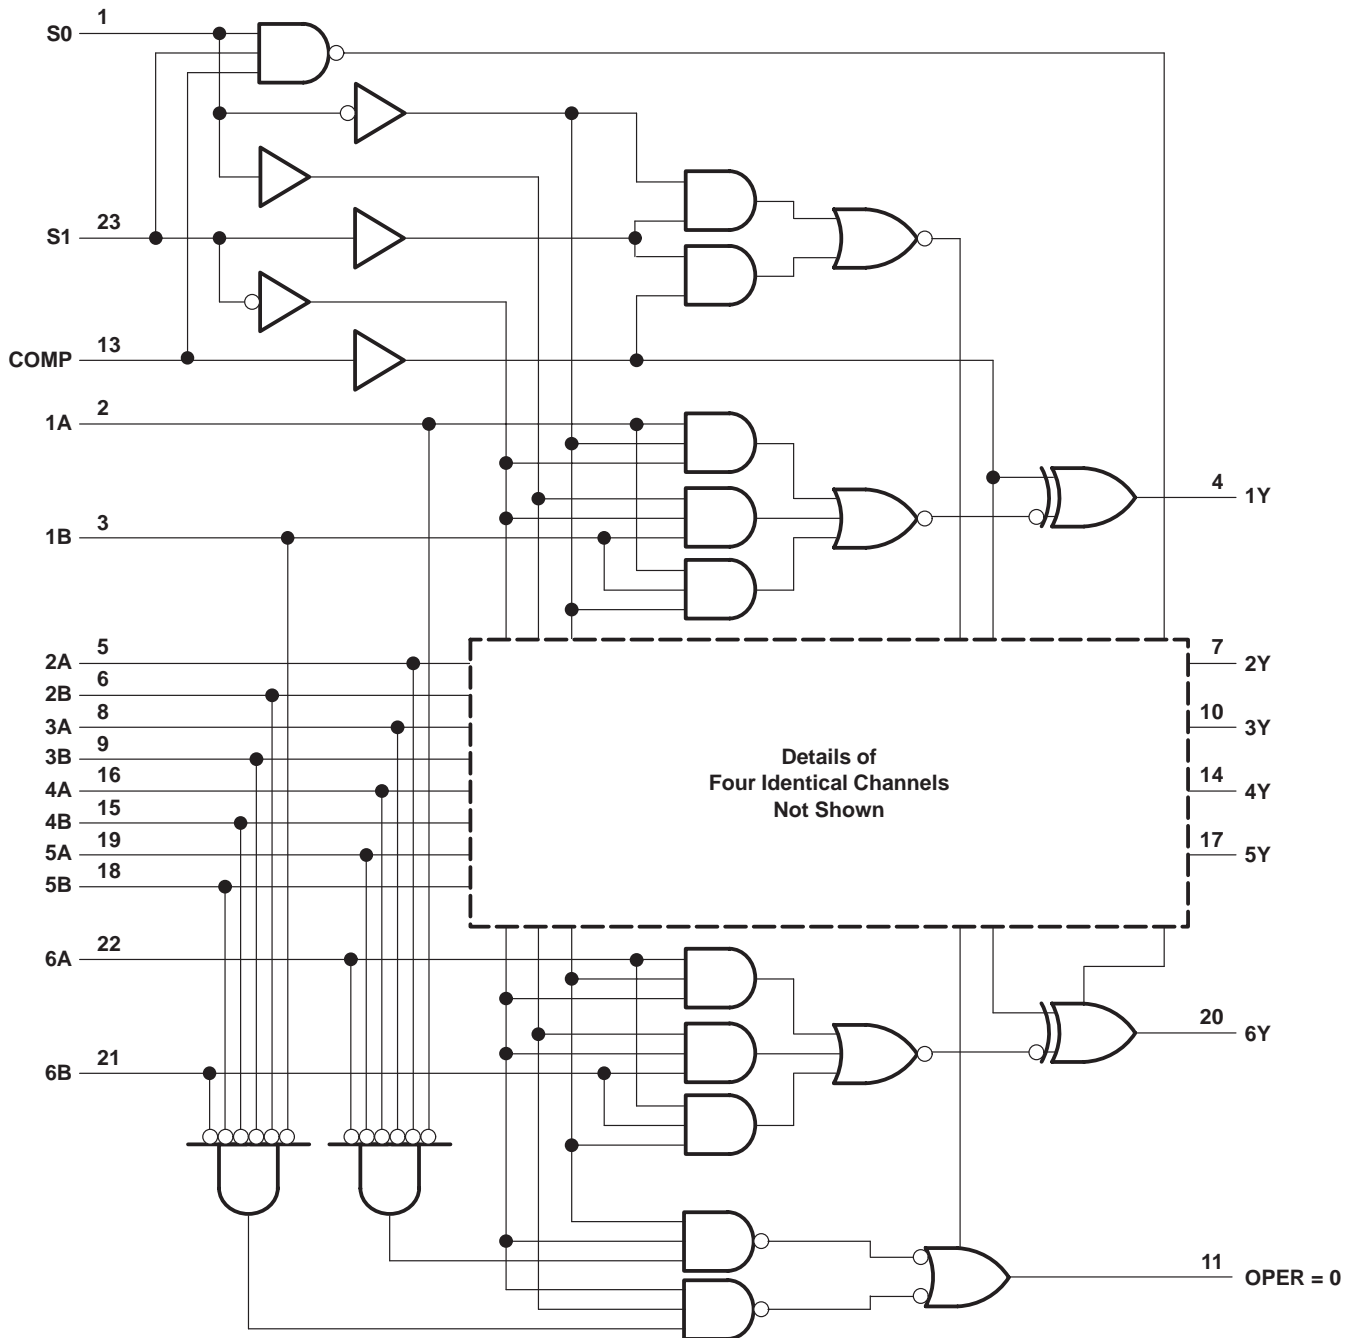 S0 1
S1 23
COMP 13
1A 2
4 1Y
1B 3
2A 5
7 2Y
2B 6
3A 8
10 3Y
3B 9
Details of
Four Identical Channels
Not Shown
4A 16
14 4Y
4B 15
5A 19
17 5Y
5B 18
6A 22
20 6Y
6B 21
11 OPER = 0